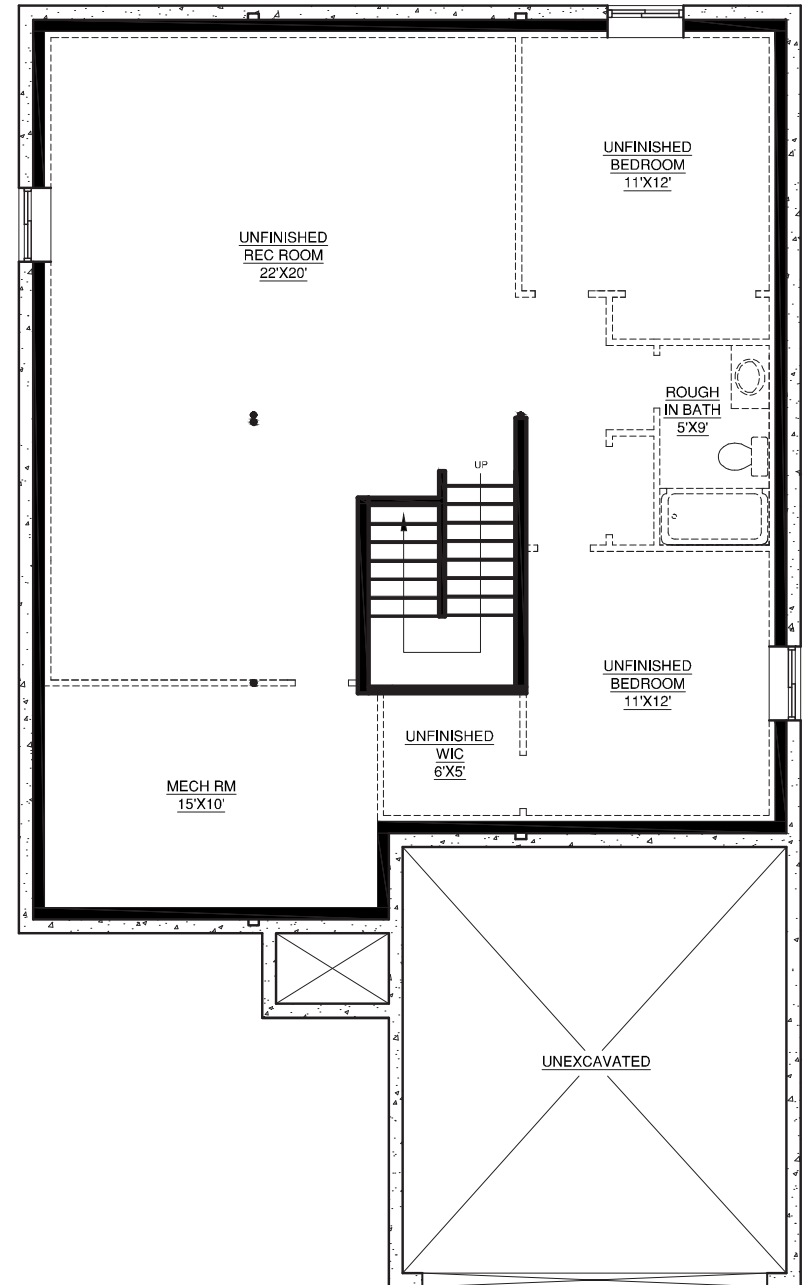 UNFINISHED
BEDROOM
11'X12'
UNFINISHED
REC ROOM
22'X20'
ROUGH
IN BATH
5'X9'
UP
UNFINISHED
BEDROOM
11'X12'
UNFINISHED
WIC
6'X5'
MECH RM
15'X10'
UNEXCAVATED